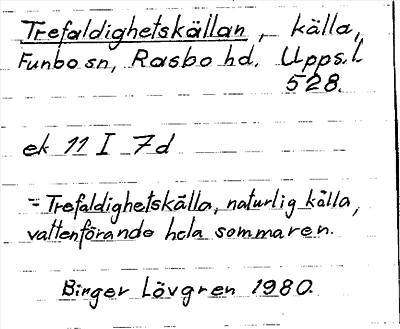 Trefaldighetskällan, källa,
Funbo sn, Rasbo hd. Upps. l.
528.
ek 11 I 7d
= Trefaldighetskälla, naturlig källa,
vattenförande hela sommaren.
Birger Lövgren 1980.